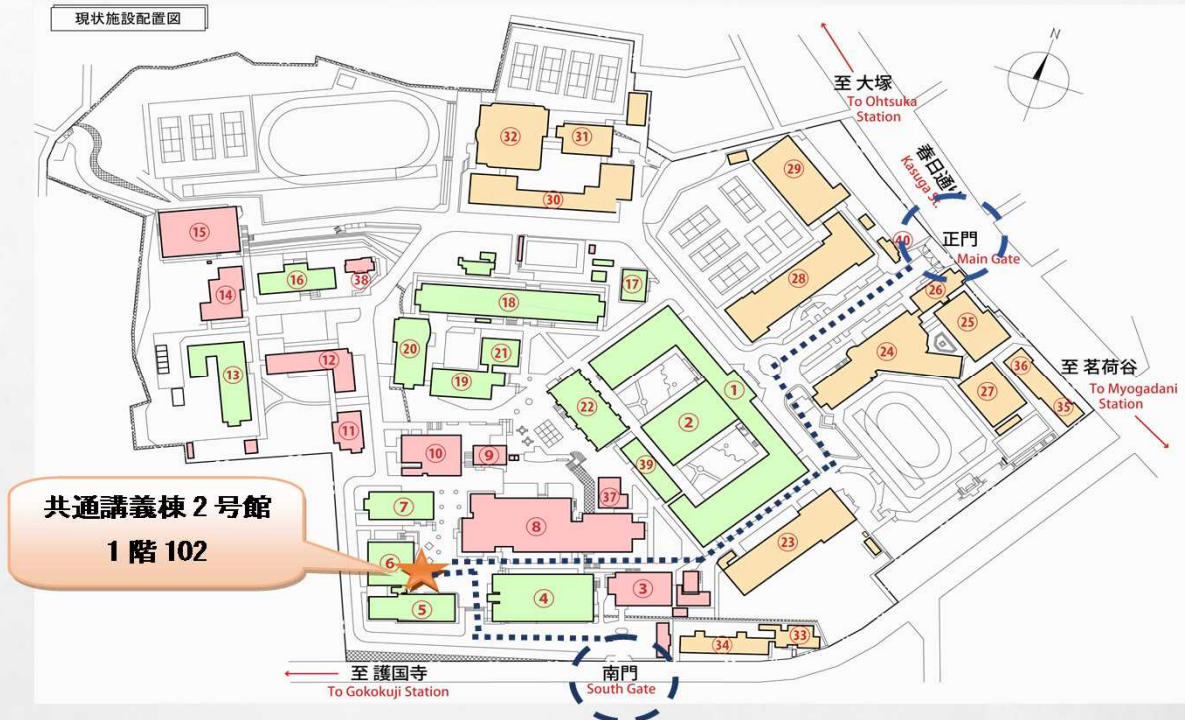 現状施設配置図
N
至 大塚
To Ohtsuka
Station
春日通り
Kasuga St.
正門
Main Gate
至 茗荷谷
To Myogadani
Station
㉜
㉛
㉚
㉙
㊵
㉘
㉖
㉕
㉔
㊱
㉗
㉟
⑮
⑯
㊳
⑭
⑰
⑱
⑳
㉑
⑲
⑫
⑬
⑪
㉒
①
②
㊴
⑩
⑨
㊲
⑦
⑧
㉓
共通講義棟 2 号館
1 階 102
⑥
⑤
④
③
㉞
㉝
至 護国寺
To Gokokuji Station
南門
South Gate